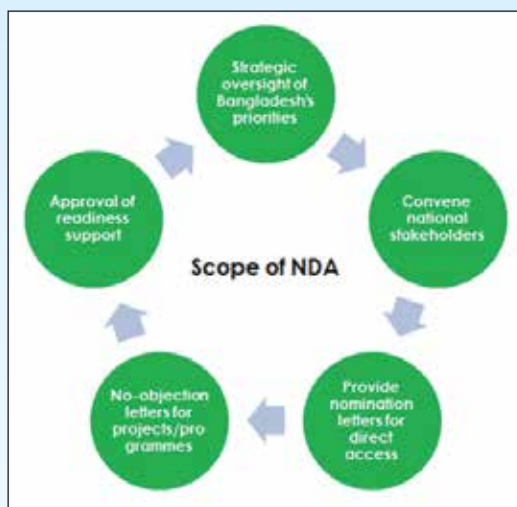 Strategic
oversight of
Bangladesh's
priorities
Convene
national
stakeholders
Provide
nomination
letters for
direct
access
No-objection
letters for
projects/pro
grammes
Approval of
readiness
support
Scope of NDA